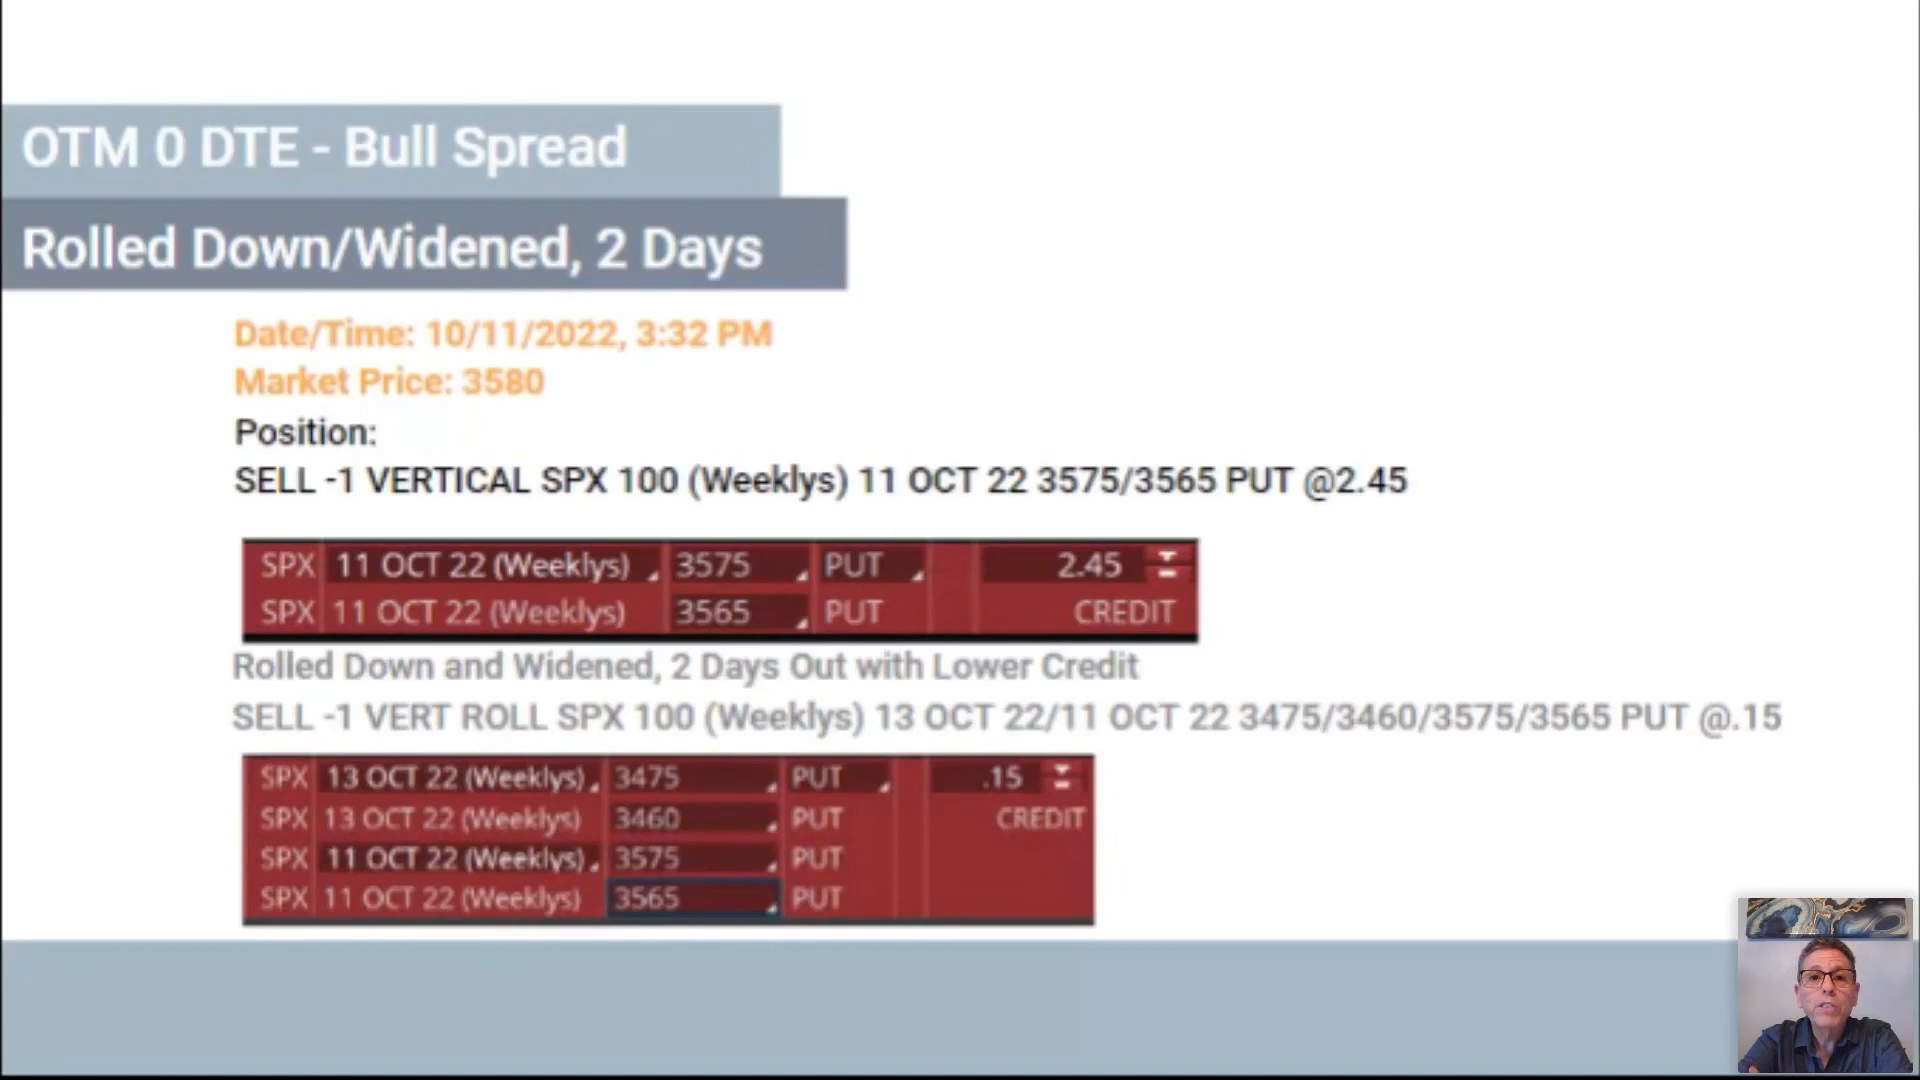 OTM 0 DTE - Bull Spread
Rolled Down/Widened, 2 Days
Date/Time: 10/11/2022, 3:32 PM
Market Price: 3580
Position:
SELL -1 VERTICAL SPX 100 (Weeklys) 11 OCT 22 3575/3565 PUT @2.45
SPX 11 OCT 22 (Weeklys) 3575 PUT 2.45
SPX 11 OCT 22 (Weeklys) 3565 PUT CREDIT
Rolled Down and Widened, 2 Days Out with Lower Credit
SELL -1 VERT ROLL SPX 100 (Weeklys) 13 OCT 22/11 OCT 22 3475/3460/3575/3565 PUT @.15
SPX 13 OCT 22 (Weeklys) 3475 PUT .15
SPX 13 OCT 22 (Weeklys) 3460 PUT CREDIT
SPX 11 OCT 22 (Weeklys) 3575 PUT
SPX 11 OCT 22 (Weeklys) 3565 PUT